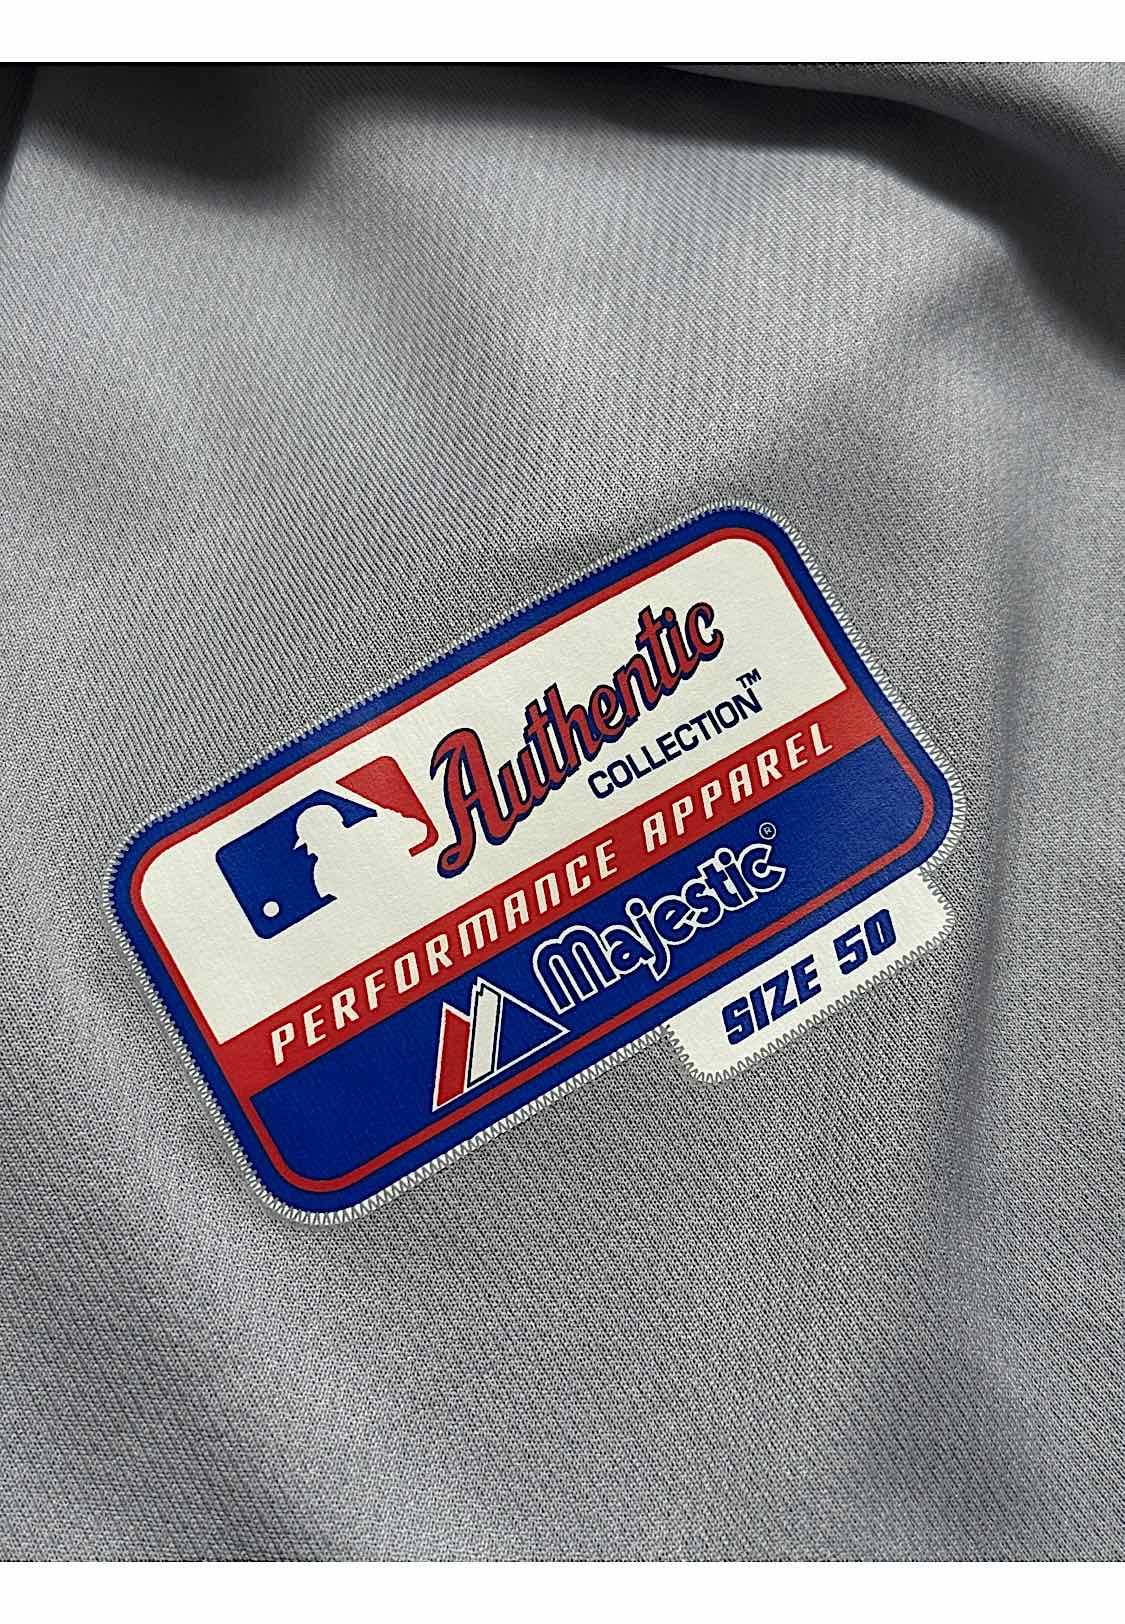 Authentic
COLLECTION™
PERFORMANCE APPAREL
Majestic®
SIZE 50